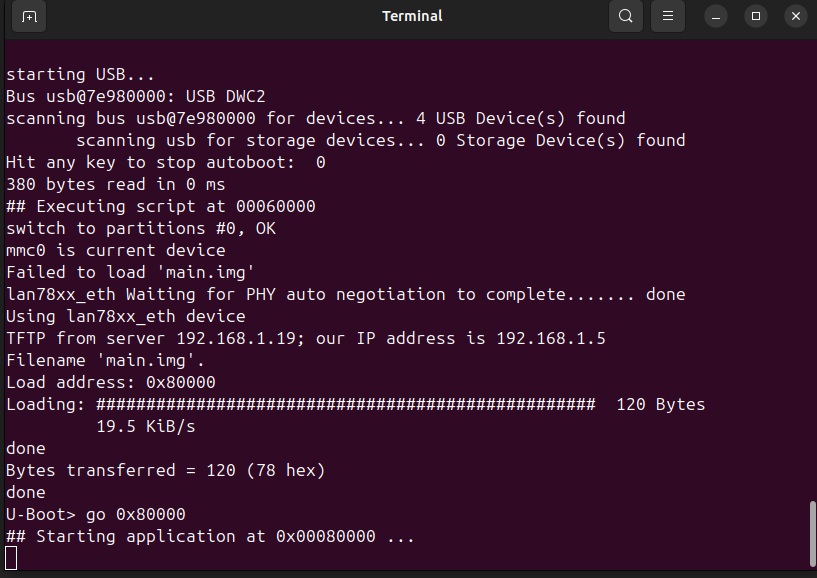 Terminal
starting USB...
Bus usb@7e980000: USB DWC2
scanning bus usb@7e980000 for devices... 4 USB Device(s) found
       scanning usb for storage devices... 0 Storage Device(s) found
Hit any key to stop autoboot:  0
380 bytes read in 0 ms
## Executing script at 00060000
switch to partitions #0, OK
mmc0 is current device
Failed to load 'main.img'
lan78xx_eth Waiting for PHY auto negotiation to complete....... done
Using lan78xx_eth device
TFTP from server 192.168.1.19; our IP address is 192.168.1.5
Filename 'main.img'.
Load address: 0x80000
Loading: ##################################################  120 Bytes
         19.5 KiB/s
done
Bytes transferred = 120 (78 hex)
done
U-Boot> go 0x80000
## Starting application at 0x00080000 ...